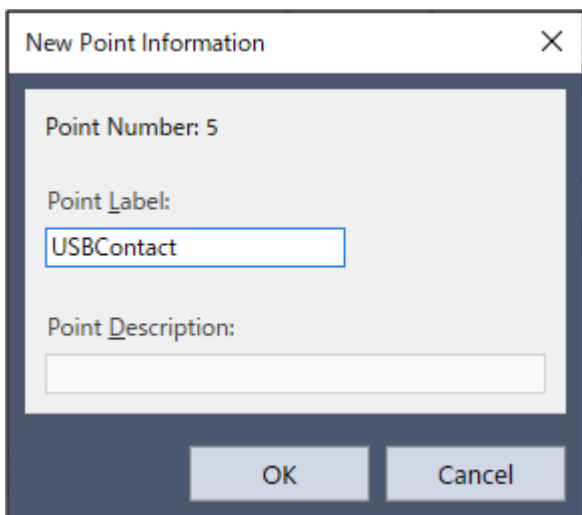 New Point Information
Point Number: 5
Point Label:
USBContact
Point Description:
OK
Cancel